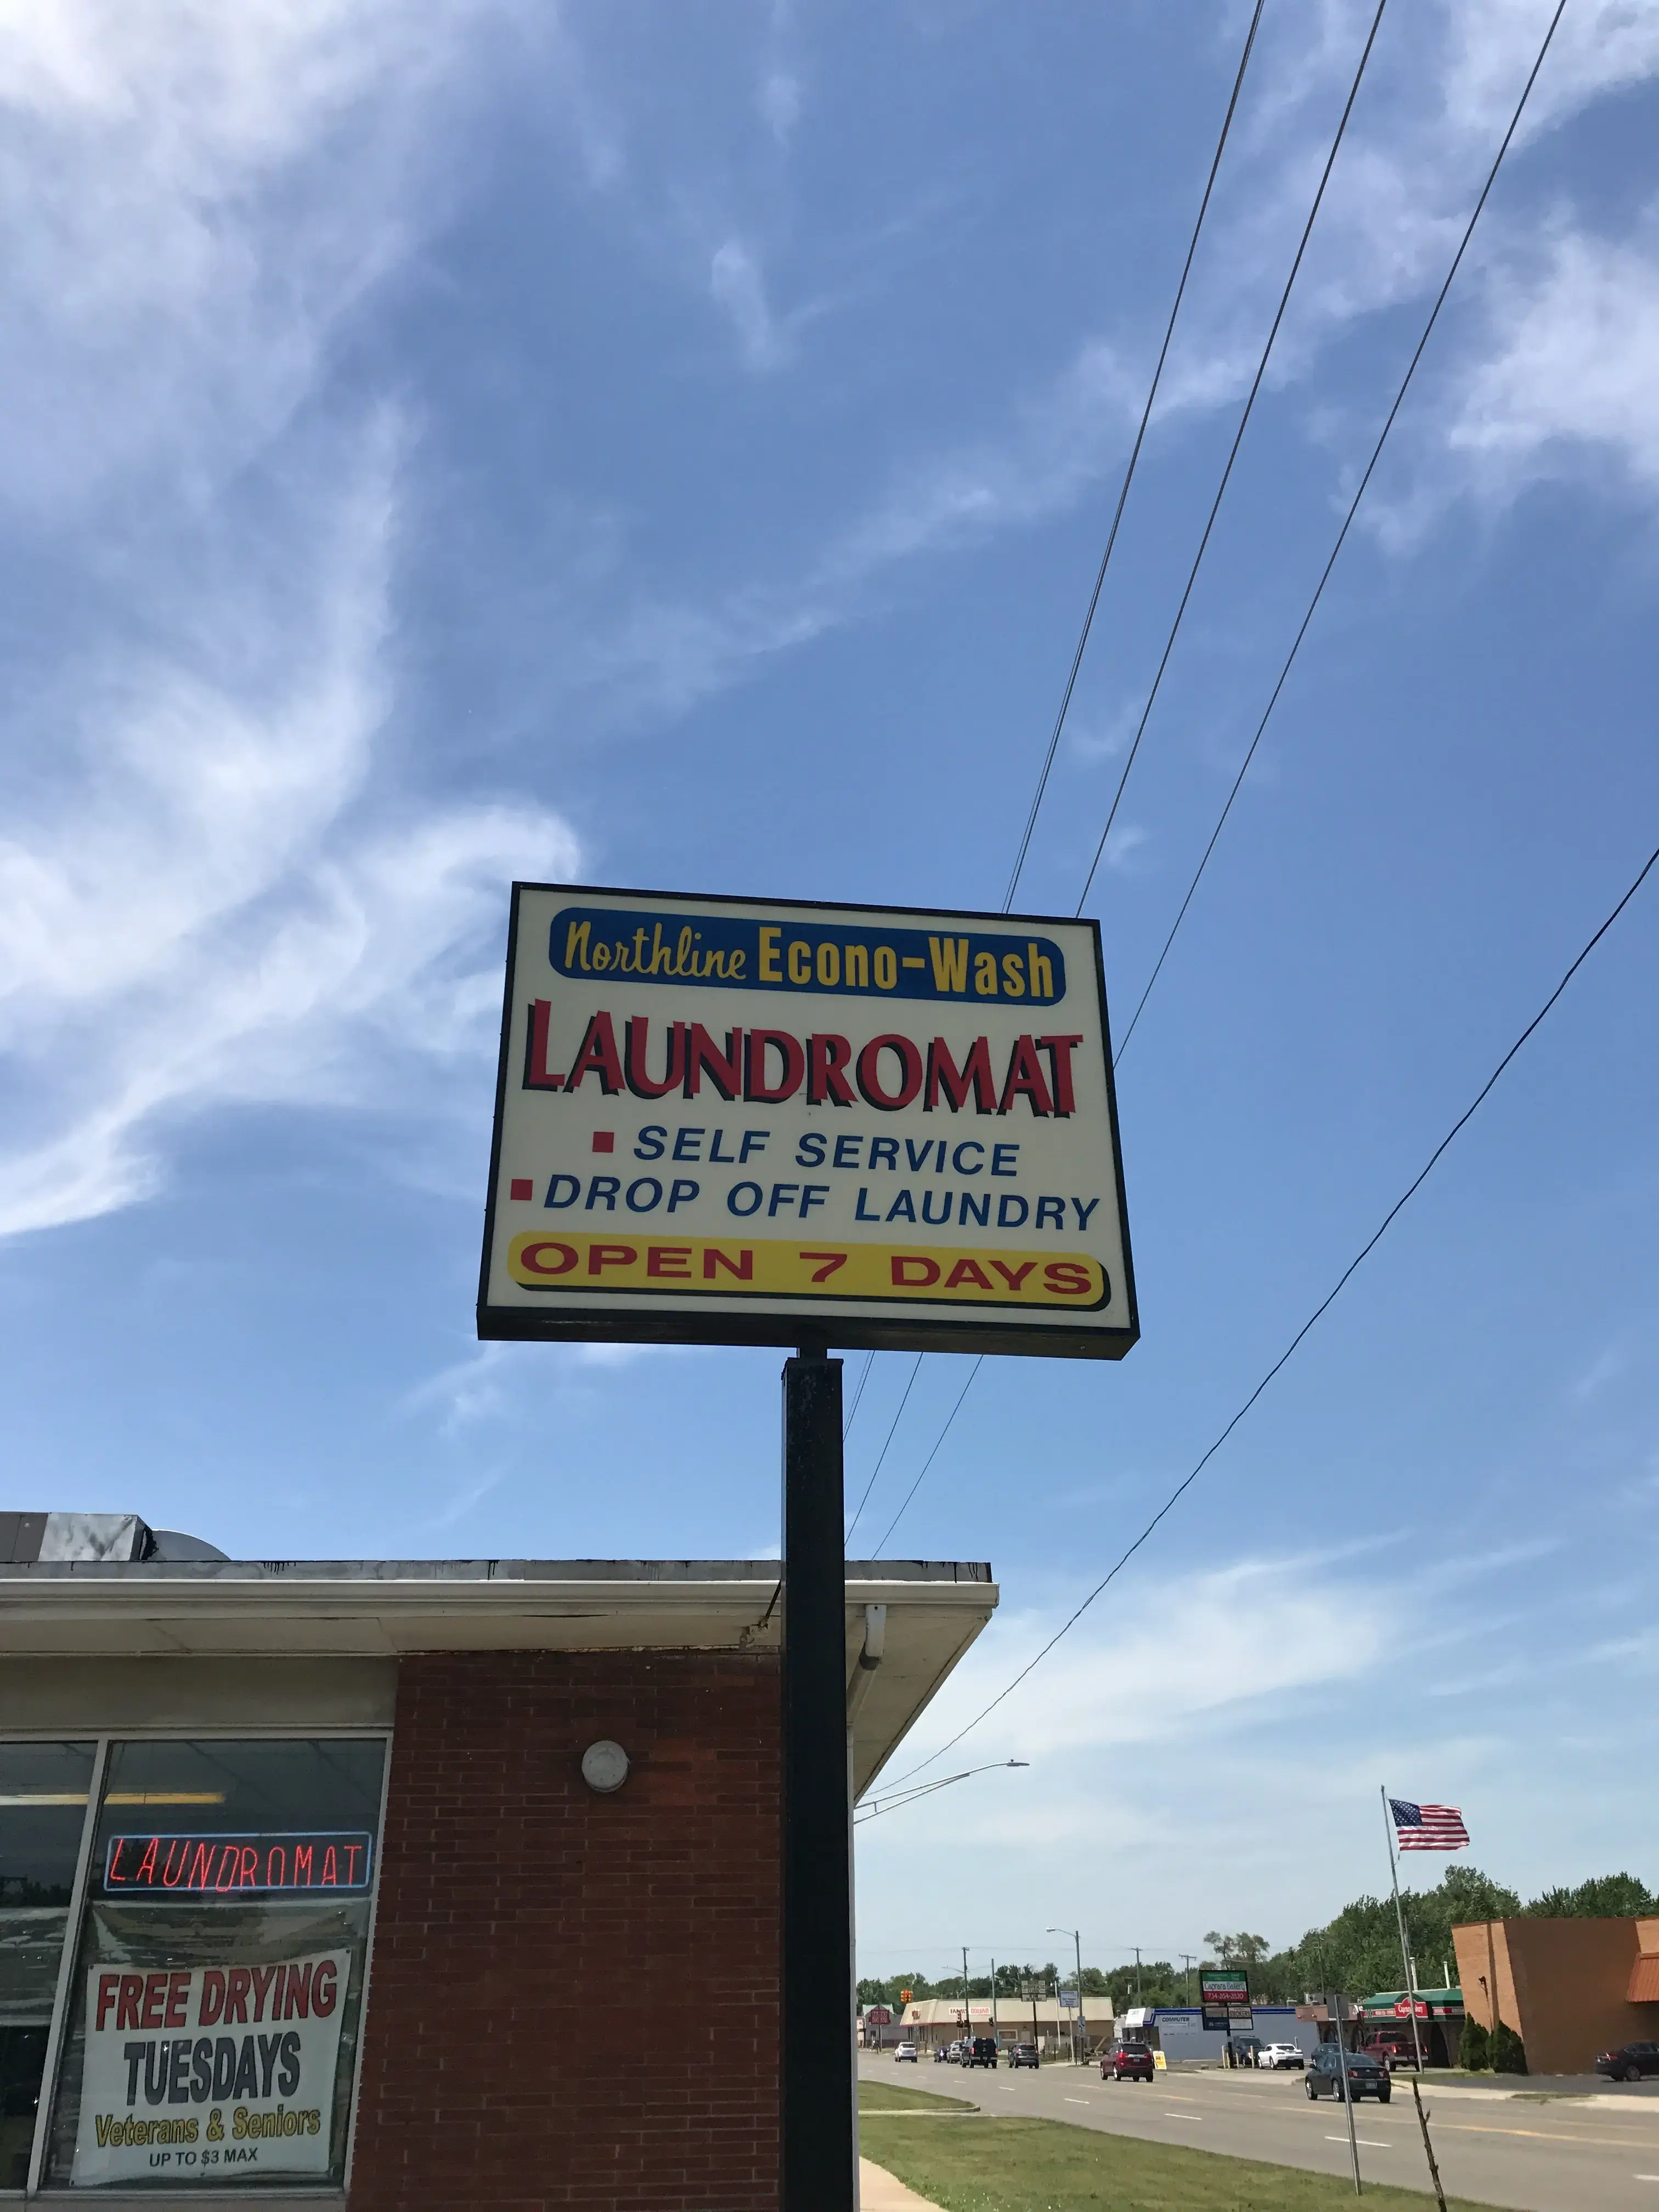 Northline Econo-Wash
LAUNDROMAT
SELF SERVICE
DROP OFF LAUNDRY
OPEN 7 DAYS
LAUNDROMAT
FREE DRYING
TUESDAYS
Veterans & Seniors
UP TO $3 MAX